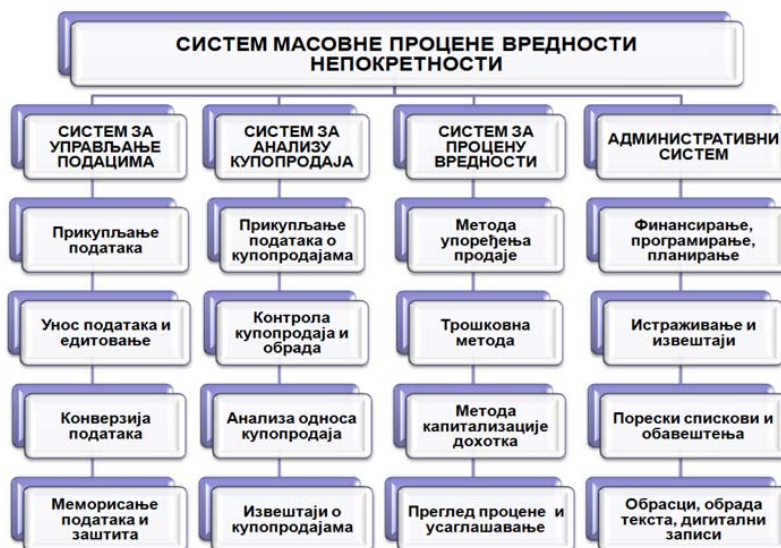 СИСТЕМ МАСОВНЕ ПРОЦЕНЕ ВРЕДНОСТИ
НЕПОКРЕТНОСТИ
СИСТЕМ ЗА
УПРАВЉАЊЕ
ПОДАЦИМА
Прикупљање
података
Унос података и
едитовање
Конверзија
података
Меморисање
података и
заштита
СИСТЕМ ЗА
АНАЛИЗУ
КУПОПРОДАЈА
Прикупљање
података о
купопродајама
Контрола
купопродаја и
обрада
Анализа односа
купопродаја
Извештаји о
купопродајама
СИСТЕМ ЗА
ПРОЦЕНУ
ВРЕДНОСТИ
Метода
упоређења
продаје
Трошковна
метода
Метода
капитализације
дохотка
Преглед процене и
усаглашавање
АДМИНИСТРАТИВНИ
СИСТЕМ
Финансирање,
програмирање,
планирање
Истраживање и
извештаји
Порески спискови и
обавештења
Обрасци, обрада
текста, дигитални
записи